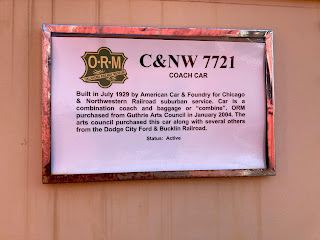 O·R·M
C&NW 7721
COACH CAR
Built in July 1929 by American Car & Foundry for Chicago
& Northwestern Railroad suburban service. Car is a
combination coach and baggage or "combine". ORM
purchased from Guthrie Arts Council in January 2004. The
arts council purchased this car along with several others
from the Dodge City Ford & Bucklin Railroad.
Status: Active